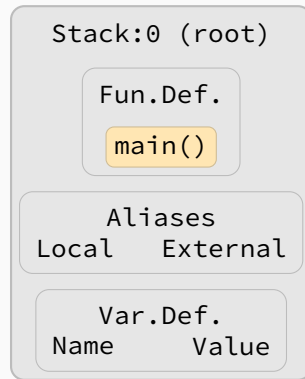 Stack:0 (root)
Fun.Def.
main()
Aliases
Local External
Var.Def.
Name Value